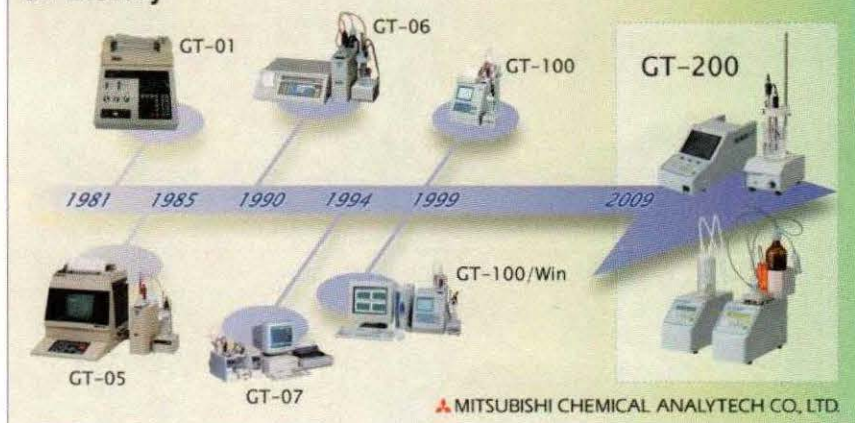 GT-01
GT-06
GT-100
GT-200
1981 1985 1990 1994 1999 2009
GT-05
GT-07
GT-100/Win
MITSUBISHI CHEMICAL ANALYTECH CO., LTD.